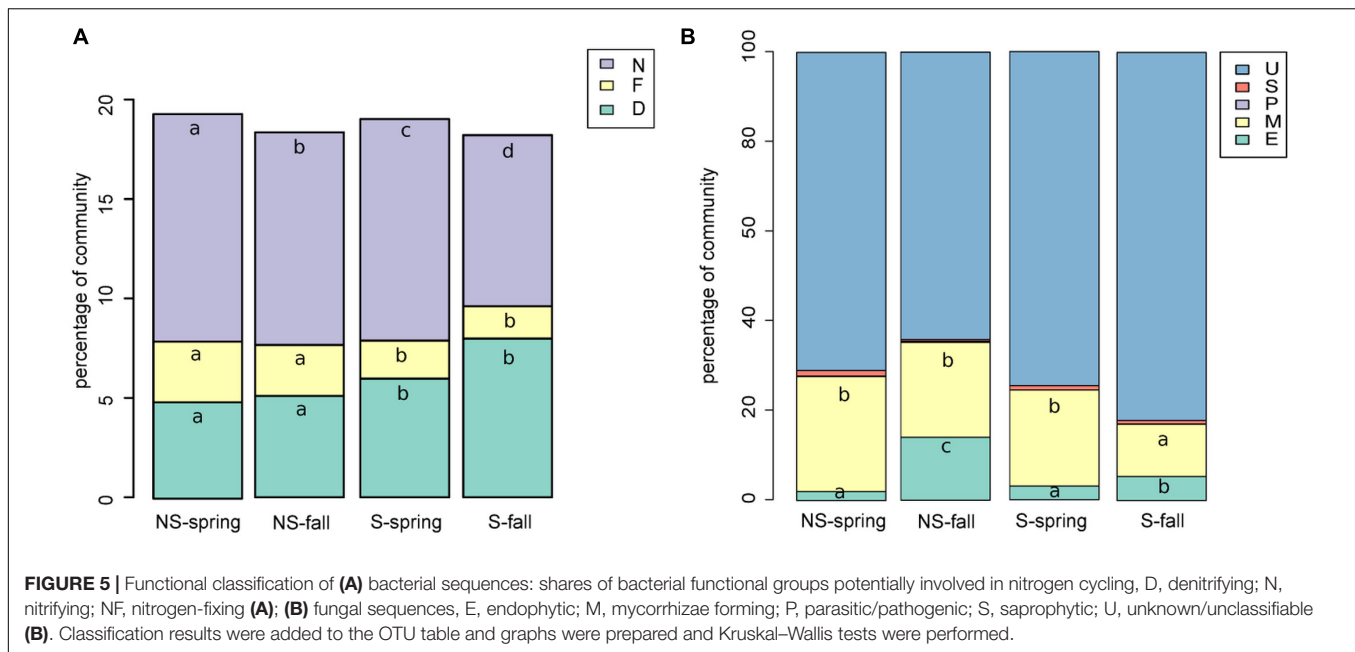 A
N
F
D
percentage of community
20
15
10
5
0
a
b
c
d
a
a
b
b
a
a
b
b
NS-spring NS-fall S-spring S-fall
B
U
S
P
M
E
percentage of community
100
80
50
40
20
0
b
b
b
a
a
c
a
b
NS-spring NS-fall S-spring S-fall
FIGURE 5 | Functional classification of (A) bacterial sequences: shares of bacterial functional groups potentially involved in nitrogen cycling, D, denitrifying; N,
nitrifying; NF, nitrogen-fixing (A); (B) fungal sequences, E, endophytic; M, mycorrhizae forming; P, parasitic/pathogenic; S, saprophytic; U, unknown/unclassifiable
(B). Classification results were added to the OTU table and graphs were prepared and Kruskal–Wallis tests were performed.